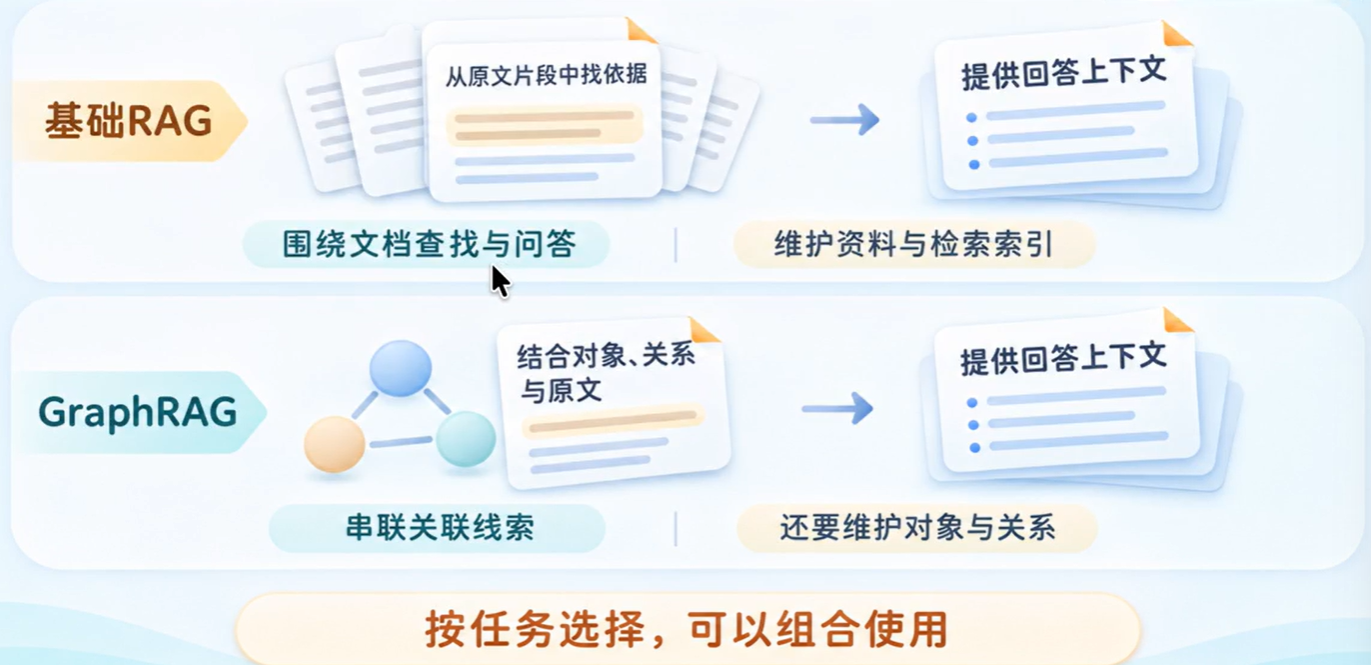 基础RAG
从原文片段中找依据
提供回答上下文
围绕文档查找与问答
维护资料与检索索引
GraphRAG
结合对象、关系
与原文
提供回答上下文
串联关联线索
还要维护对象与关系
按任务选择，可以组合使用